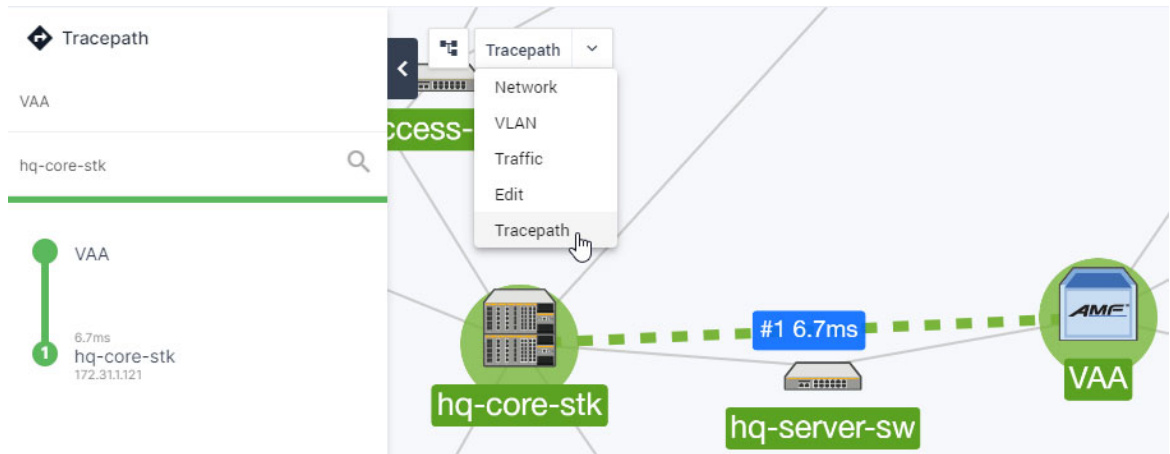 Tracepath
VAA
hq-core-stk
VAA
6.7ms
1
hq-core-stk
172.31.1.121
Tracepath
Network
VLAN
Traffic
Edit
Tracepath
ccess-
#1 6.7ms
AMF
hq-core-stk
hq-server-sw
VAA